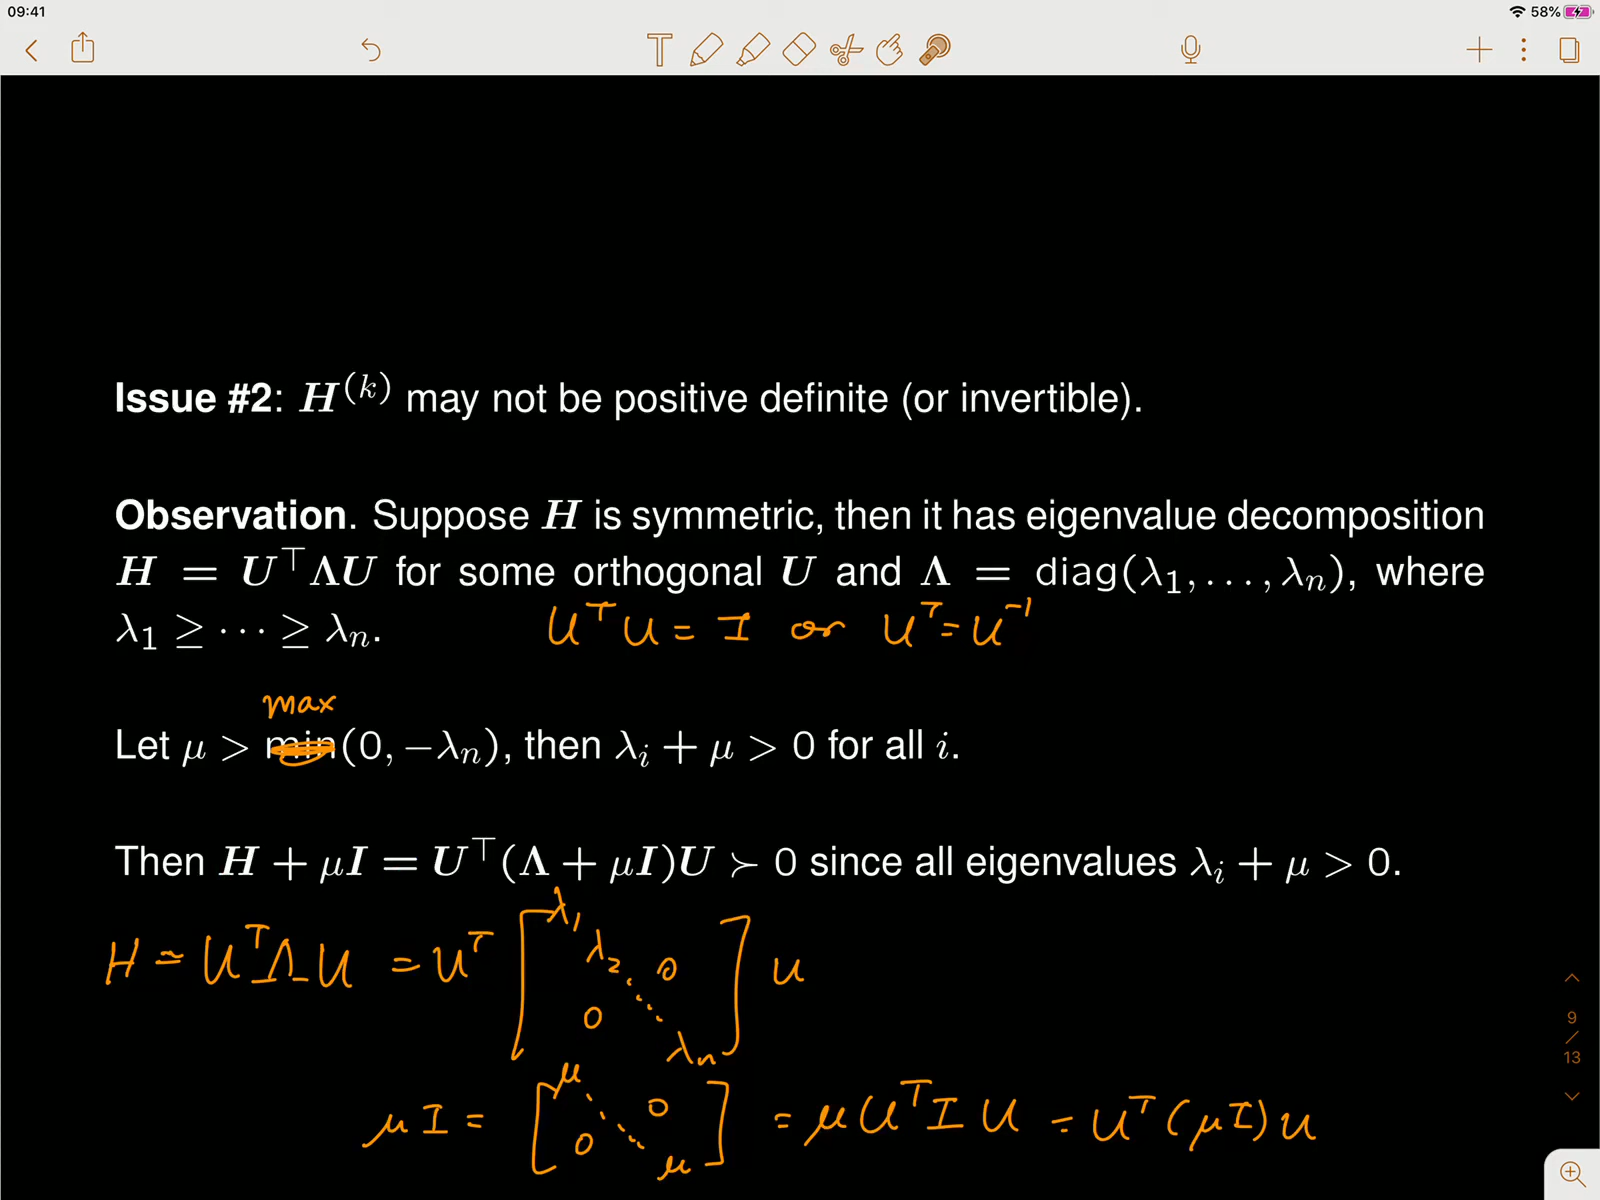 09:41
58%
T
Issue #2: H^(k) may not be positive definite (or invertible).
Observation. Suppose H is symmetric, then it has eigenvalue decomposition
H = U^⊤ΛU for some orthogonal U and Λ = diag(λ₁, . . . , λₙ), where
λ₁ ≥ · · · ≥ λₙ.
U^T U = I or U^T = U^-1
max
Let μ > min(0, −λₙ), then λᵢ + μ > 0 for all i.
Then H + μI = U^⊤(Λ + μI)U ≻ 0 since all eigenvalues λᵢ + μ > 0.
H = U^T Λ U = U^T [ λ₁ λ₂ ⋱ λₙ 0 0 ] U
μ I = [ μ ⋱ μ 0 0 ] = μ U^T I U = U^T (μI) U
9
/
13